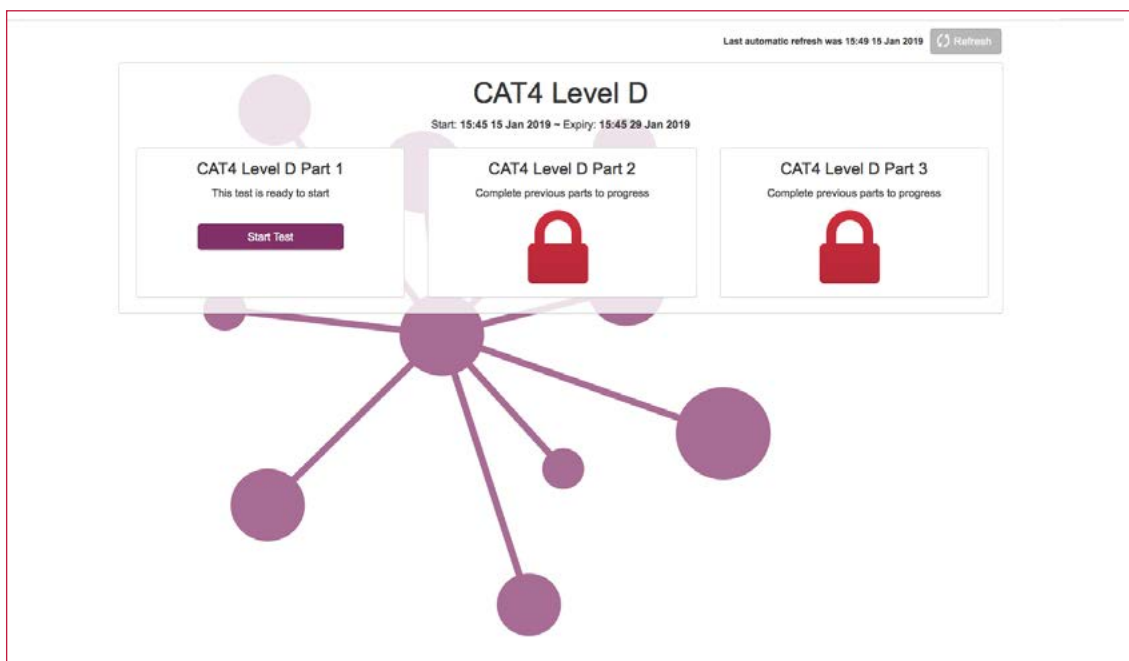 Last automatic refresh was 15:49 15 Jan 2019
Refresh
CAT4 Level D
Start: 15:45 15 Jan 2019 ~ Expiry: 15:45 29 Jan 2019
CAT4 Level D Part 1
This test is ready to start
Start Test
CAT4 Level D Part 2
Complete previous parts to progress
CAT4 Level D Part 3
Complete previous parts to progress